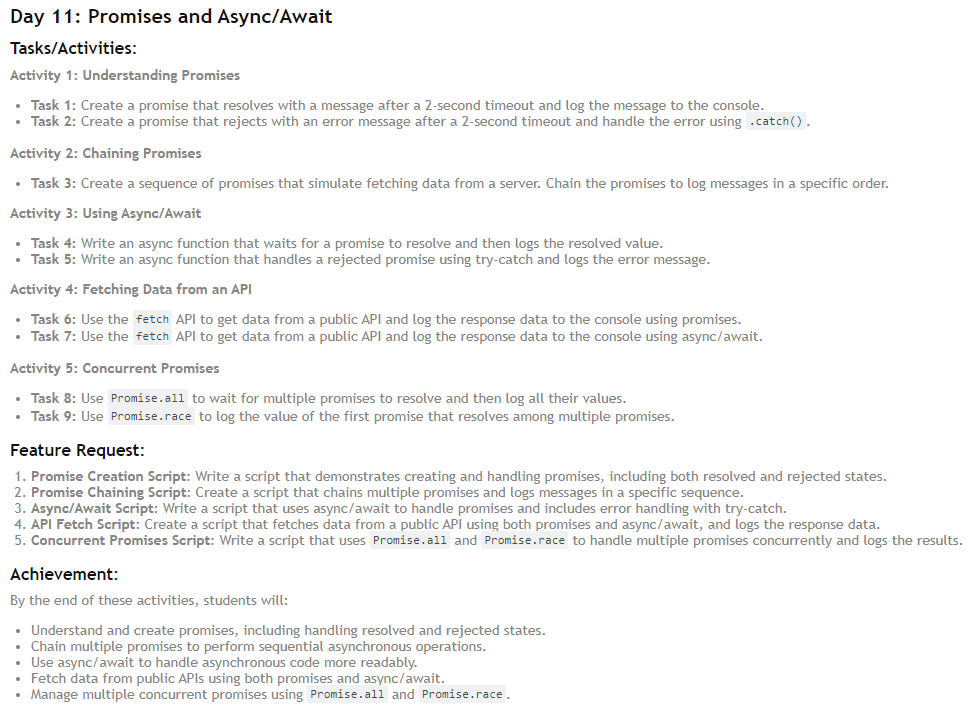 Day 11: Promises and Async/Await
Tasks/Activities:
Activity 1: Understanding Promises
• Task 1: Create a promise that resolves with a message after a 2-second timeout and log the message to the console.
• Task 2: Create a promise that rejects with an error message after a 2-second timeout and handle the error using .catch().
Activity 2: Chaining Promises
• Task 3: Create a sequence of promises that simulate fetching data from a server. Chain the promises to log messages in a specific order.
Activity 3: Using Async/Await
• Task 4: Write an async function that waits for a promise to resolve and then logs the resolved value.
• Task 5: Write an async function that handles a rejected promise using try-catch and logs the error message.
Activity 4: Fetching Data from an API
• Task 6: Use the fetch API to get data from a public API and log the response data to the console using promises.
• Task 7: Use the fetch API to get data from a public API and log the response data to the console using async/await.
Activity 5: Concurrent Promises
• Task 8: Use Promise.all to wait for multiple promises to resolve and then log all their values.
• Task 9: Use Promise.race to log the value of the first promise that resolves among multiple promises.
Feature Request:
1. Promise Creation Script: Write a script that demonstrates creating and handling promises, including both resolved and rejected states.
2. Promise Chaining Script: Create a script that chains multiple promises and logs messages in a specific sequence.
3. Async/Await Script: Write a script that uses async/await to handle promises and includes error handling with try-catch.
4. API Fetch Script: Create a script that fetches data from a public API using both promises and async/await, and logs the response data.
5. Concurrent Promises Script: Write a script that uses Promise.all and Promise.race to handle multiple promises concurrently and logs the results.
Achievement:
By the end of these activities, students will:
• Understand and create promises, including handling resolved and rejected states.
• Chain multiple promises to perform sequential asynchronous operations.
• Use async/await to handle asynchronous code more readably.
• Fetch data from public APIs using both promises and async/await.
• Manage multiple concurrent promises using Promise.all and Promise.race.